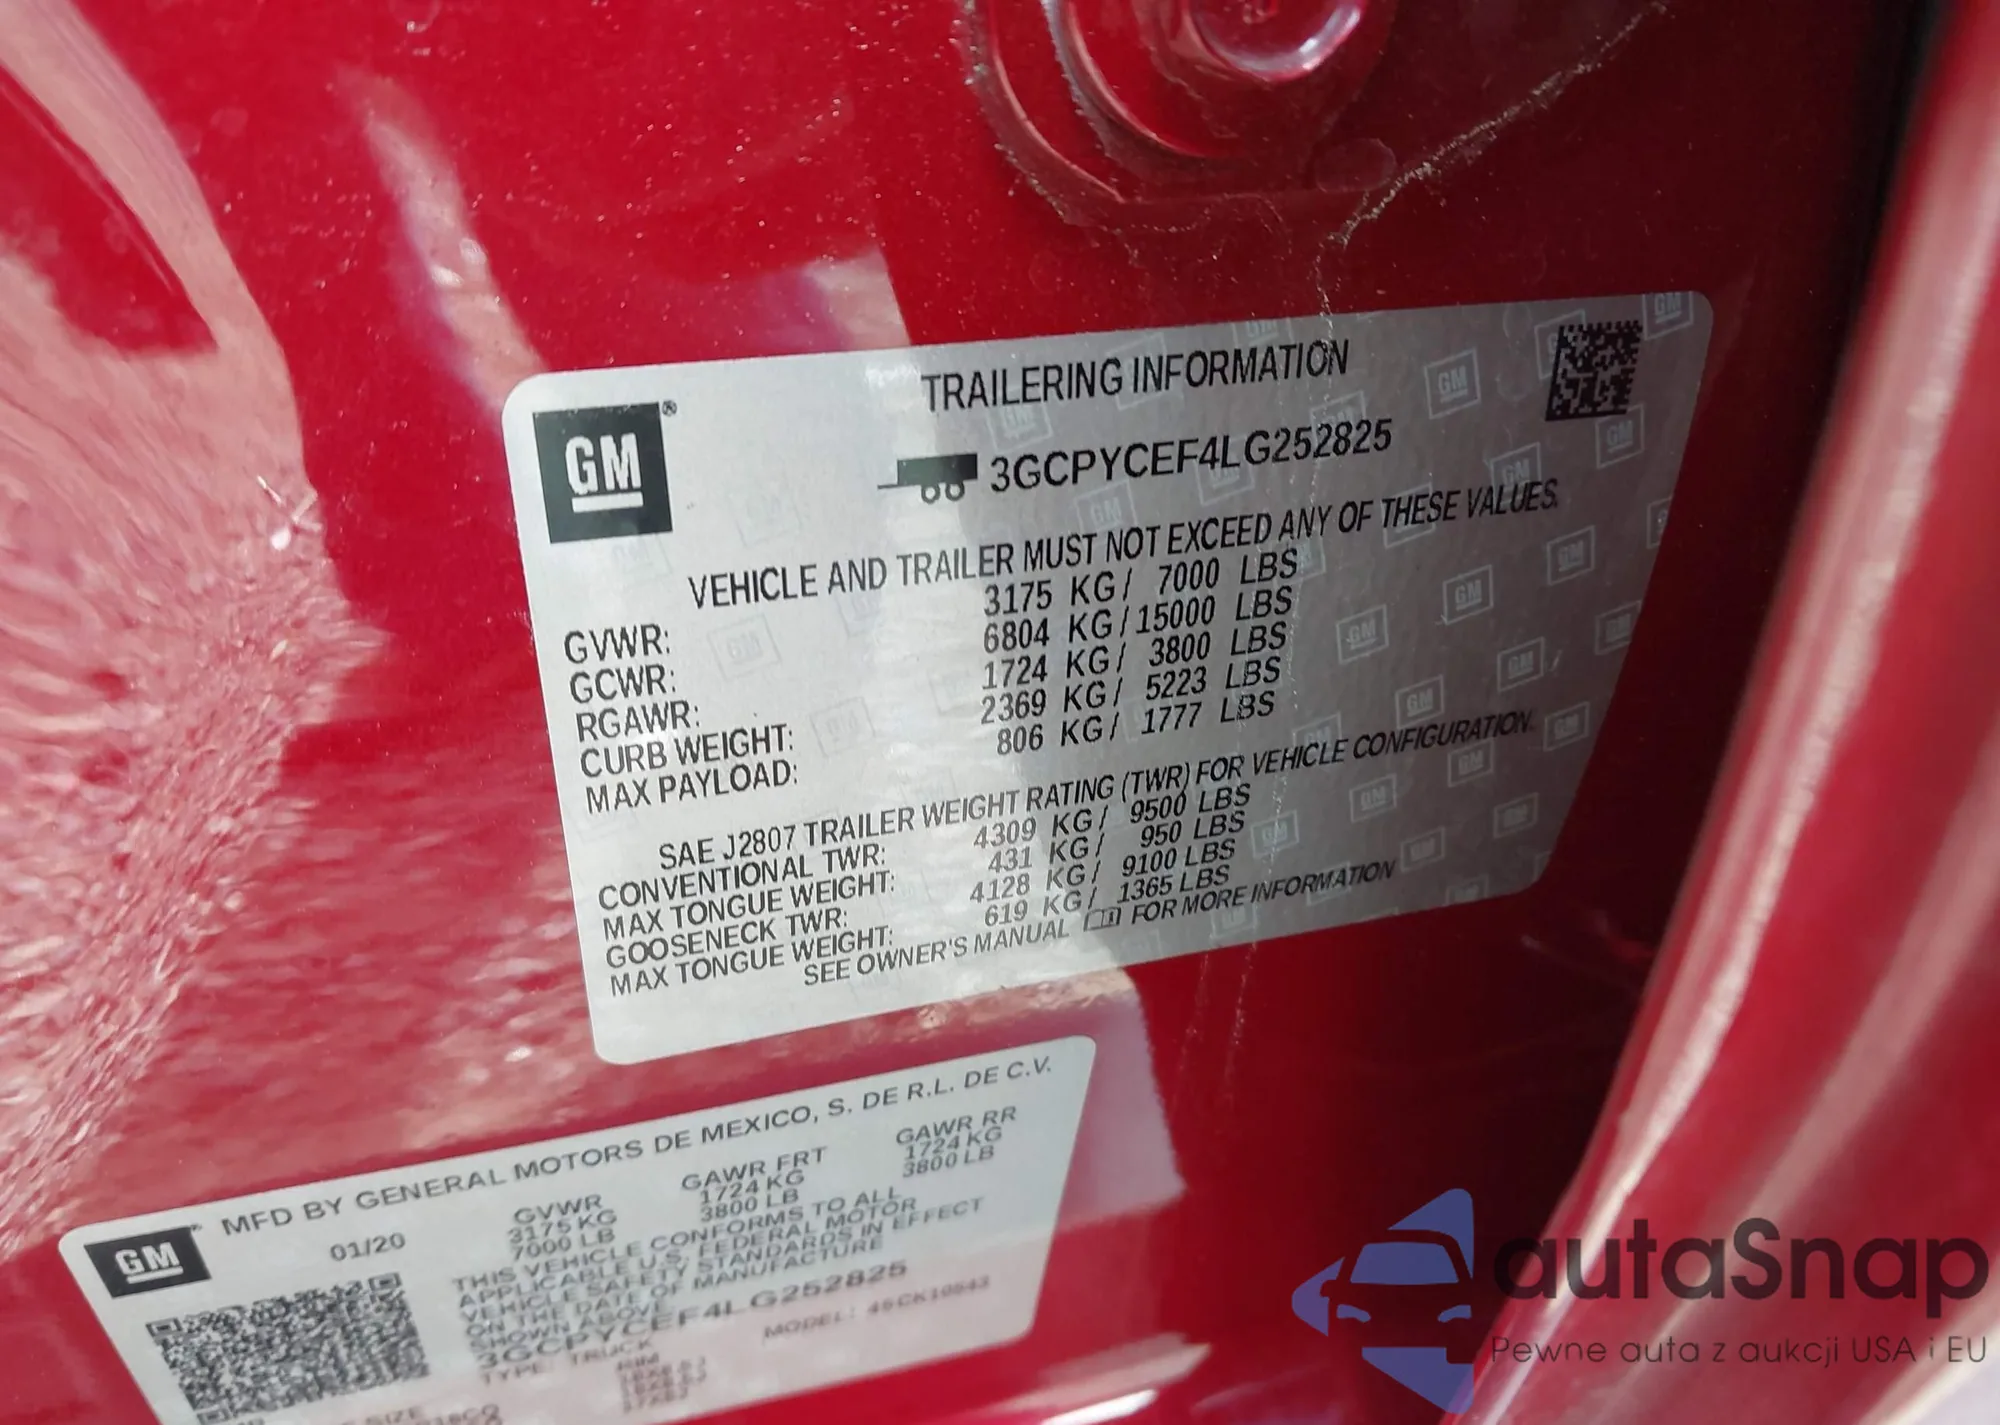 GM®
TRAILERING INFORMATION
3GCPYCEF4LG252825
VEHICLE AND TRAILER MUST NOT EXCEED ANY OF THESE VALUES.
GVWR: 3175 KG/ 7000 LBS
GCWR: 6804 KG/15000 LBS
RGAWR: 1724 KG/ 3800 LBS
CURB WEIGHT: 2369 KG/ 5223 LBS
MAX PAYLOAD: 806 KG/ 1777 LBS
SAE J2807 TRAILER WEIGHT RATING (TWR) FOR VEHICLE CONFIGURATION.
CONVENTIONAL TWR: 4309 KG/ 9500 LBS
MAX TONGUE WEIGHT: 431 KG/ 950 LBS
GOOSENECK TWR: 4128 KG/ 9100 LBS
MAX TONGUE WEIGHT: 619 KG/ 1365 LBS
SEE OWNER'S MANUAL FOR MORE INFORMATION
GM
MFD BY GENERAL MOTORS DE MEXICO, S. DE R.L. DE C.V.
01/20 GVWR GAWR FRT GAWR RR
3175 KG 1724 KG 1724 KG
7000 LB 3800 LB 3800 LB
THIS VEHICLE CONFORMS TO ALL
APPLICABLE U.S. FEDERAL MOTOR
VEHICLE SAFETY STANDARDS IN EFFECT
ON THE DATE OF MANUFACTURE
SHOWN ABOVE
3GCPYCEF4LG252825
TYPE: TRUCK MODEL:
RIM
SIZE
autaSnap
Pewne auta z aukcji USA i EU